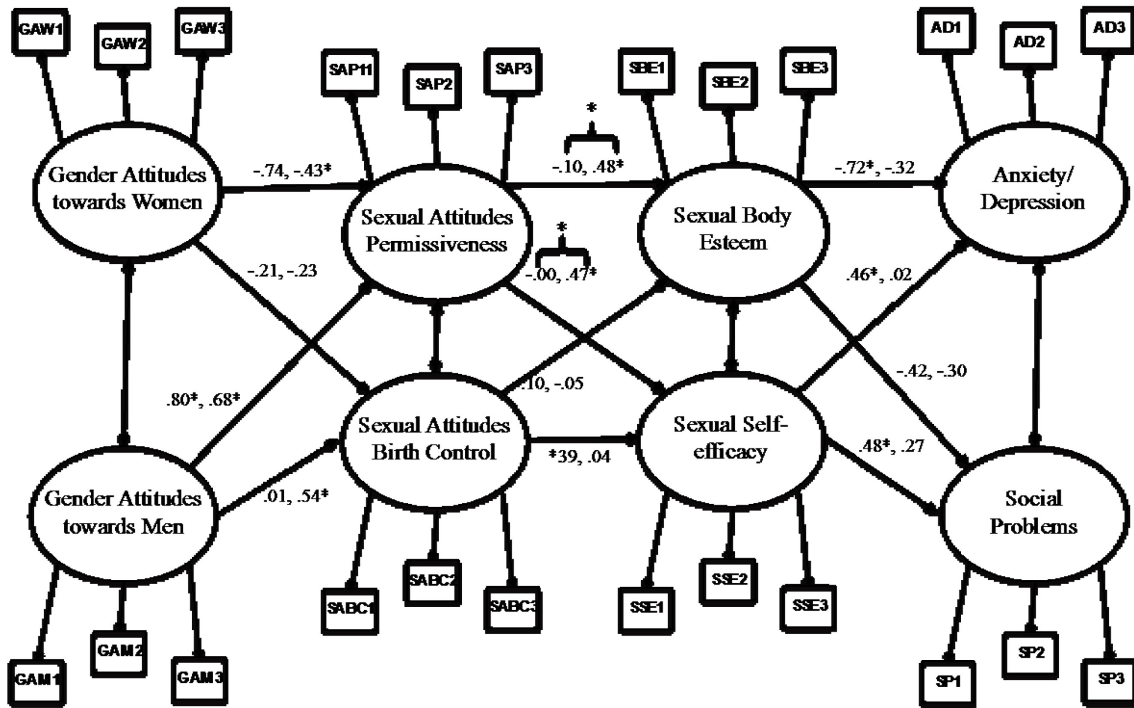 GAW1
GAW2
GAW3
SAP11
SAP2
SAP3
SBE1
SBE2
SBE3
AD1
AD2
AD3
*
Gender Attitudes
towards Women
-.74, -.43*
Sexual Attitudes
Permissiveness
-.10, .48*
Sexual Body
Esteem
-.72*, -.32
Anxiety/
Depression
*
-.00, .47*
-.21, -.23
.46*, .02
.80*, .68*
.10, -.05
-.42, -.30
Gender Attitudes
towards Men
.01, .54*
Sexual Attitudes
Birth Control
*39, .04
Sexual Self-
efficacy
.48*, .27
Social
Problems
SABC1
SABC2
SABC3
SSE1
SSE2
SSE3
GAM1
GAM2
GAM3
SP1
SP2
SP3